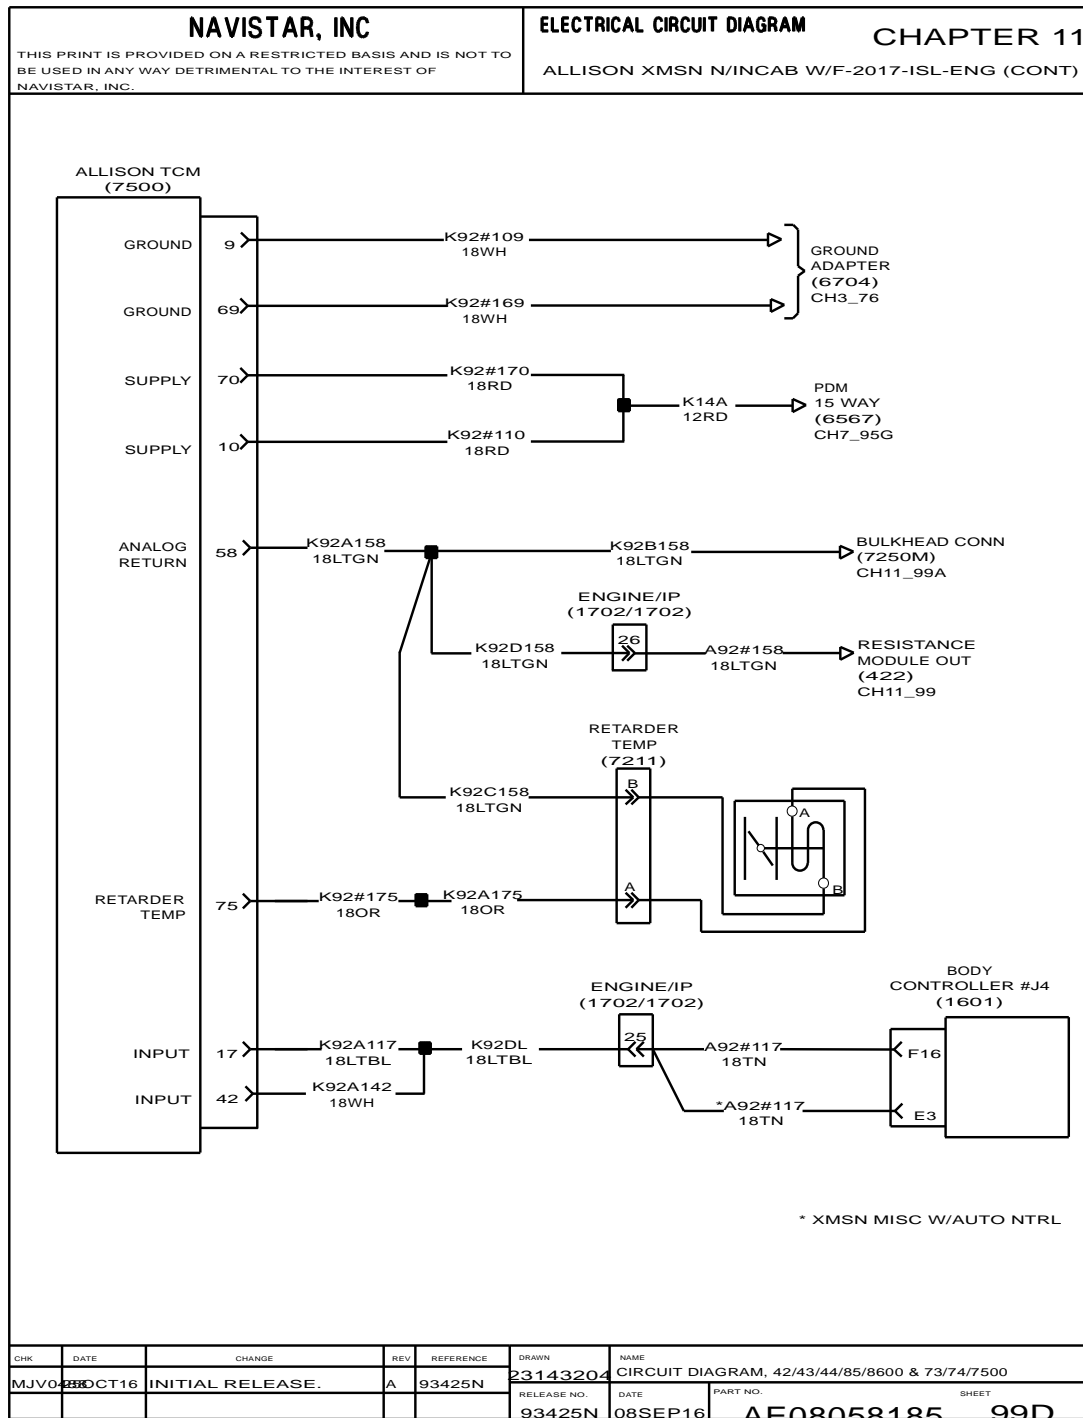 NAVISTAR, INC
THIS PRINT IS PROVIDED ON A RESTRICTED BASIS AND IS NOT TO
BE USED IN ANY WAY DETRIMENTAL TO THE INTEREST OF
NAVISTAR, INC.
ELECTRICAL CIRCUIT DIAGRAM
CHAPTER 11
ALLISON XMSN N/INCAB W/F-2017-ISL-ENG (CONT)
ALLISON TCM
(7500)
GROUND
9
K92#109
18WH
GROUND
69
K92#169
18WH
GROUND
ADAPTER
(6704)
CH3_76
SUPPLY
70
K92#170
18RD
SUPPLY
10
K92#110
18RD
K14A
12RD
PDM
15 WAY
(6567)
CH7_95G
ANALOG
RETURN
58
K92A158
18LTGN
K92B158
18LTGN
BULKHEAD CONN
(7250M)
CH11_99A
ENGINE/IP
(1702/1702)
26
K92D158
18LTGN
A92#158
18LTGN
RESISTANCE
MODULE OUT
(422)
CH11_99
RETARDER
TEMP
(7211)
K92C158
18LTGN
B
A
A
B
RETARDER
TEMP
75
K92#175
18OR
K92A175
18OR
ENGINE/IP
(1702/1702)
25
BODY
CONTROLLER #J4
(1601)
INPUT
17
K92A117
18LTBL
K92DL
18LTBL
A92#117
18TN
F16
INPUT
42
K92A142
18WH
*A92#117
18TN
E3
* XMSN MISC W/AUTO NTRL
CHK
DATE
CHANGE
REV
REFERENCE
DRAWN
NAME
INITIAL RELEASE.
A
93425N
23143204
CIRCUIT DIAGRAM, 42/43/44/85/8600 & 73/74/7500
RELEASE NO.
DATE
PART NO.
SHEET
93425N
08SEP16
AE08058185
99D